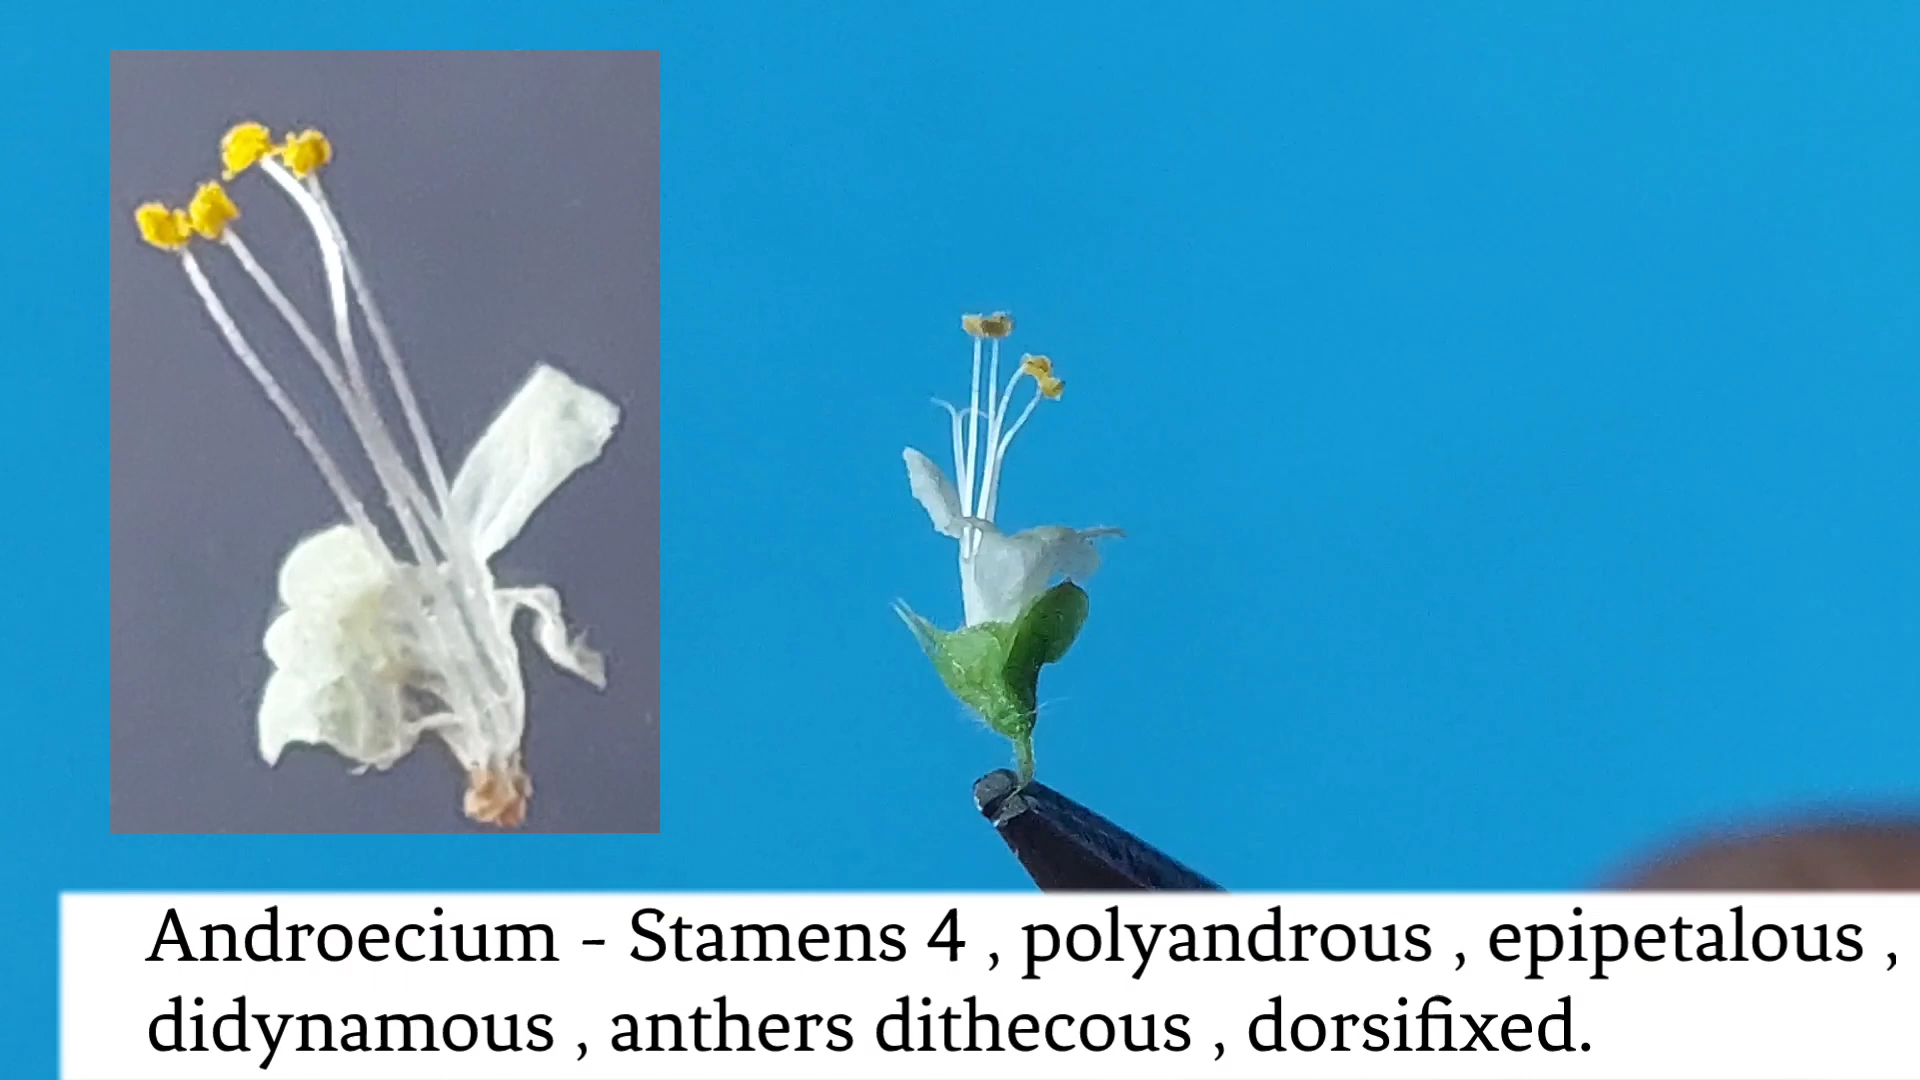 Androecium - Stamens 4 , polyandrous , epipetalous ,
didynamous , anthers dithecous , dorsifixed.